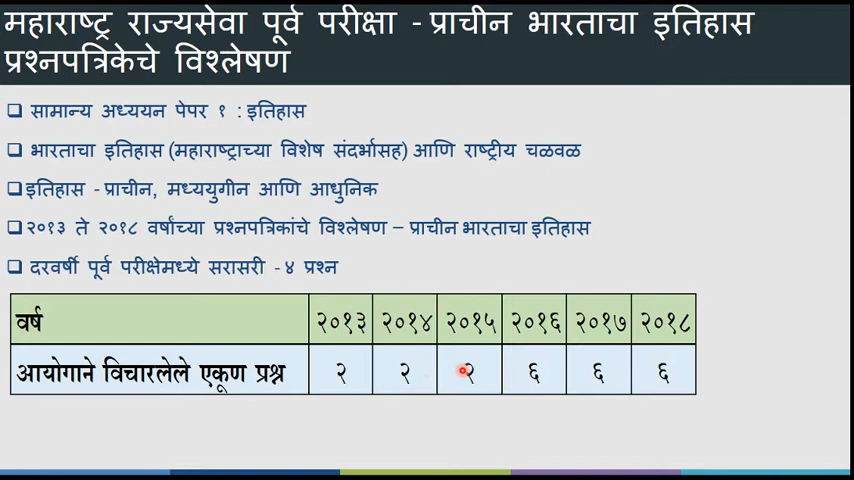 महाराष्ट्र राज्यसेवा पूर्व परीक्षा - प्राचीन भारताचा इतिहास
प्रश्नपत्रिकेचे विश्लेषण
सामान्य अध्ययन पेपर १ : इतिहास
भारताचा इतिहास (महाराष्ट्राच्या विशेष संदर्भासह) आणि राष्ट्रीय चळवळ
इतिहास - प्राचीन, मध्ययुगीन आणि आधुनिक
२०१३ ते २०१८ वर्षांच्या प्रश्नपत्रिकांचे विश्लेषण – प्राचीन भारताचा इतिहास
दरवर्षी पूर्व परीक्षेमध्ये सरासरी - ४ प्रश्न
वर्ष २०१३ २०१४ २०१५ २०१६ २०१७ २०१८
आयोगाने विचारलेले एकूण प्रश्न २ २ २ ६ ६ ६